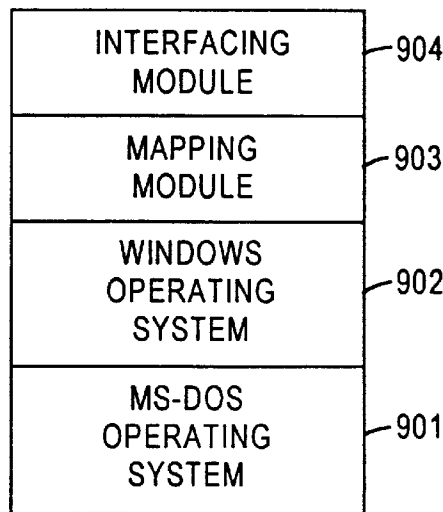 INTERFACING
MODULE
904
MAPPING
MODULE
903
WINDOWS
OPERATING
SYSTEM
902
MS-DOS
OPERATING
SYSTEM
901